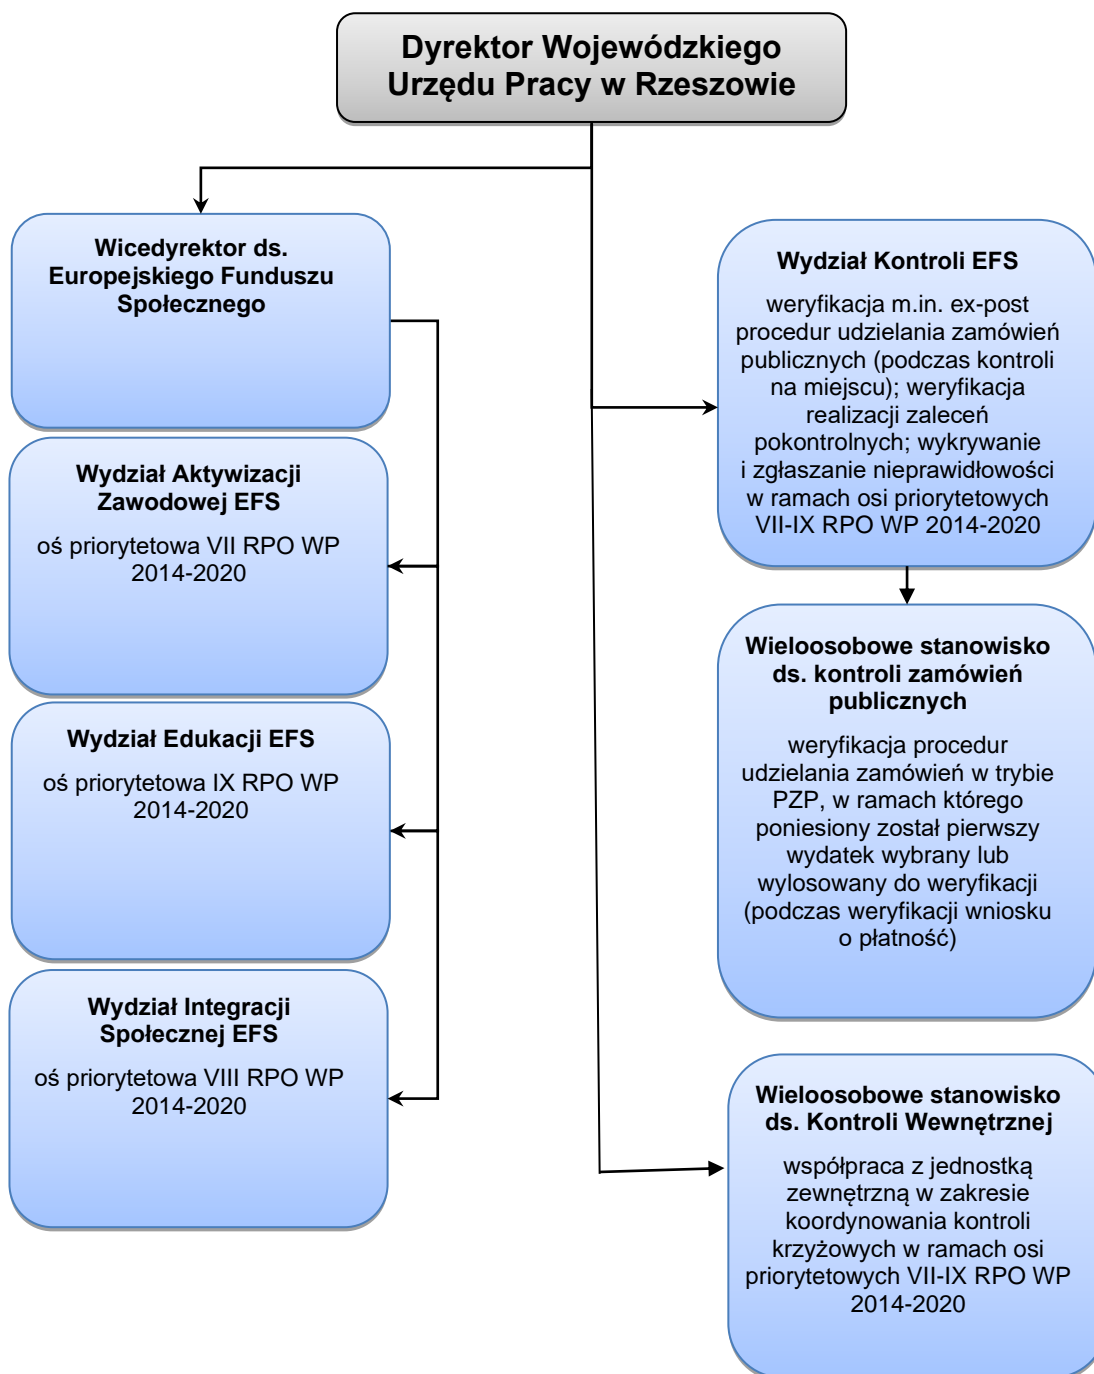 Dyrektor Wojewódzkiego
Urzędu Pracy w Rzeszowie
Wicedyrektor ds.
Europejskiego Funduszu
Społecznego
Wydział Aktywizacji
Zawodowej EFS
oś priorytetowa VII RPO WP
2014-2020
Wydział Edukacji EFS
oś priorytetowa IX RPO WP
2014-2020
Wydział Integracji
Społecznej EFS
oś priorytetowa VIII RPO WP
2014-2020
Wydział Kontroli EFS
weryfikacja m.in. ex-post
procedur udzielania zamówień
publicznych (podczas kontroli
na miejscu); weryfikacja
realizacji zaleceń
pokontrolnych; wykrywanie
i zgłaszanie nieprawidłowości
w ramach osi priorytetowych
VII-IX RPO WP 2014-2020
Wieloosobowe stanowisko
ds. kontroli zamówień
publicznych
weryfikacja procedur
udzielania zamówień w trybie
PZP, w ramach którego
poniesiony został pierwszy
wydatek wybrany lub
wylosowany do weryfikacji
(podczas weryfikacji wniosku
o płatność)
Wieloosobowe stanowisko
ds. Kontroli Wewnętrznej
współpraca z jednostką
zewnętrzną w zakresie
koordynowania kontroli
krzyżowych w ramach osi
priorytetowych VII-IX RPO WP
2014-2020